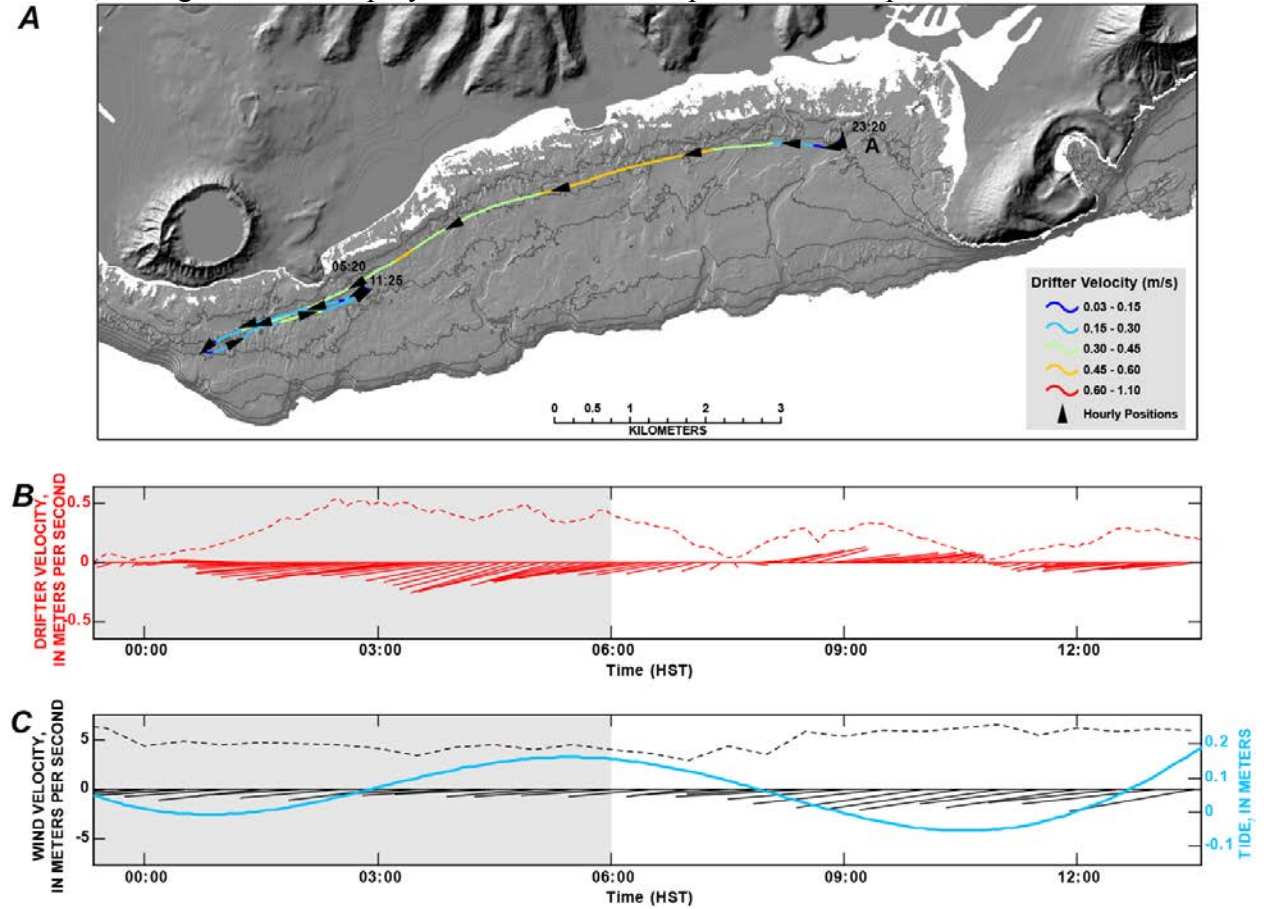 A
23:20
A
05:20
11:25
Drifter Velocity (m/s)
0.03 - 0.15
0.15 - 0.30
0.30 - 0.45
0.45 - 0.60
0.60 - 1.10
Hourly Positions
0 0.5 1 2 3
KILOMETERS
B
DRIFTER VELOCITY,
IN METERS PER SECOND
0.5
0
-0.5
00:00 03:00 06:00 09:00 12:00
Time (HST)
C
WIND VELOCITY,
IN METERS PER SECOND
5
0
-5
0.2
0.1
0
-0.1
TIDE, IN METERS
00:00 03:00 06:00 09:00 12:00
Time (HST)